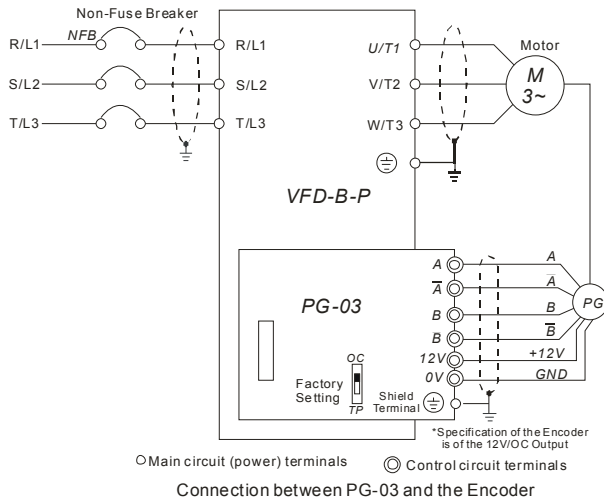 Non-Fuse Breaker
NFB
R/L1
R/L1
S/L2
S/L2
T/L3
T/L3
U/T1
V/T2
W/T3
Motor
M
3~
VFD-B-P
PG-03
A
A̅
B
B
12V
0V
A
A̅
B
B̅
+12V
GND
PG
OC
Factory
Setting
TP
Shield
Terminal
*Specification of the Encoder
is of the 12V/OC Output
Main circuit (power) terminals
Control circuit terminals
Connection between PG-03 and the Encoder